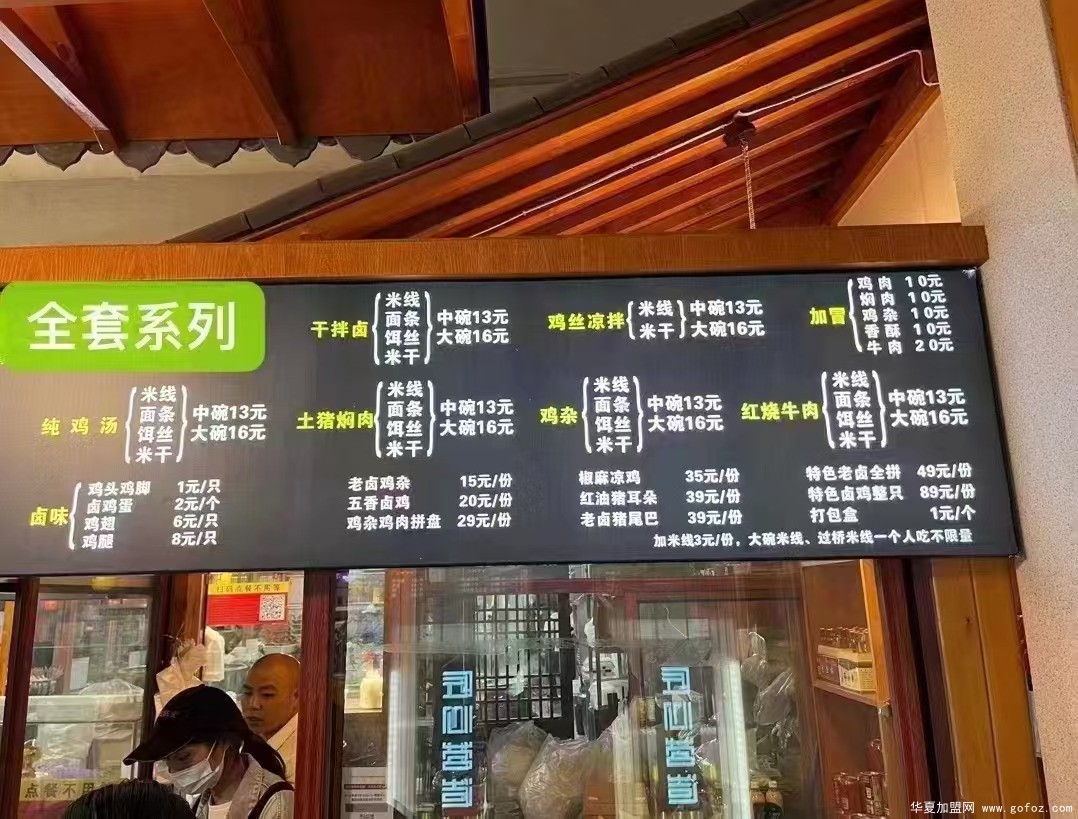 全套系列
干拌卤
米线
面条
饵丝
米干
中碗13元
大碗16元
鸡丝凉拌
米线
米干
中碗13元
大碗16元
加冒
鸡肉 10元
焖肉 10元
鸡杂 10元
香酥 10元
牛肉 20元
纯鸡汤
米线
面条
饵丝
米干
中碗13元
大碗16元
土猪焖肉
米线
面条
饵丝
米干
中碗13元
大碗16元
鸡杂
米线
面条
饵丝
米干
中碗13元
大碗16元
红烧牛肉
米线
面条
饵丝
米干
中碗13元
大碗16元
卤味
鸡头鸡脚 1元/只
卤鸡蛋 2元/个
鸡翅 6元/只
鸡腿 8元/只
老卤鸡杂 15元/份
五香卤鸡 20元/份
鸡杂鸡肉拼盘 29元/份
椒麻凉鸡 35元/份
红油猪耳朵 39元/份
老卤猪尾巴 39元/份
特色老卤全拼 49元/份
特色卤鸡整只 89元/份
打包盒 1元/个
加米线3元/份，大碗米线、过桥米线一个人吃不限量
扫码点餐不用等
点餐不用
华夏加盟网 www.gofoz.com